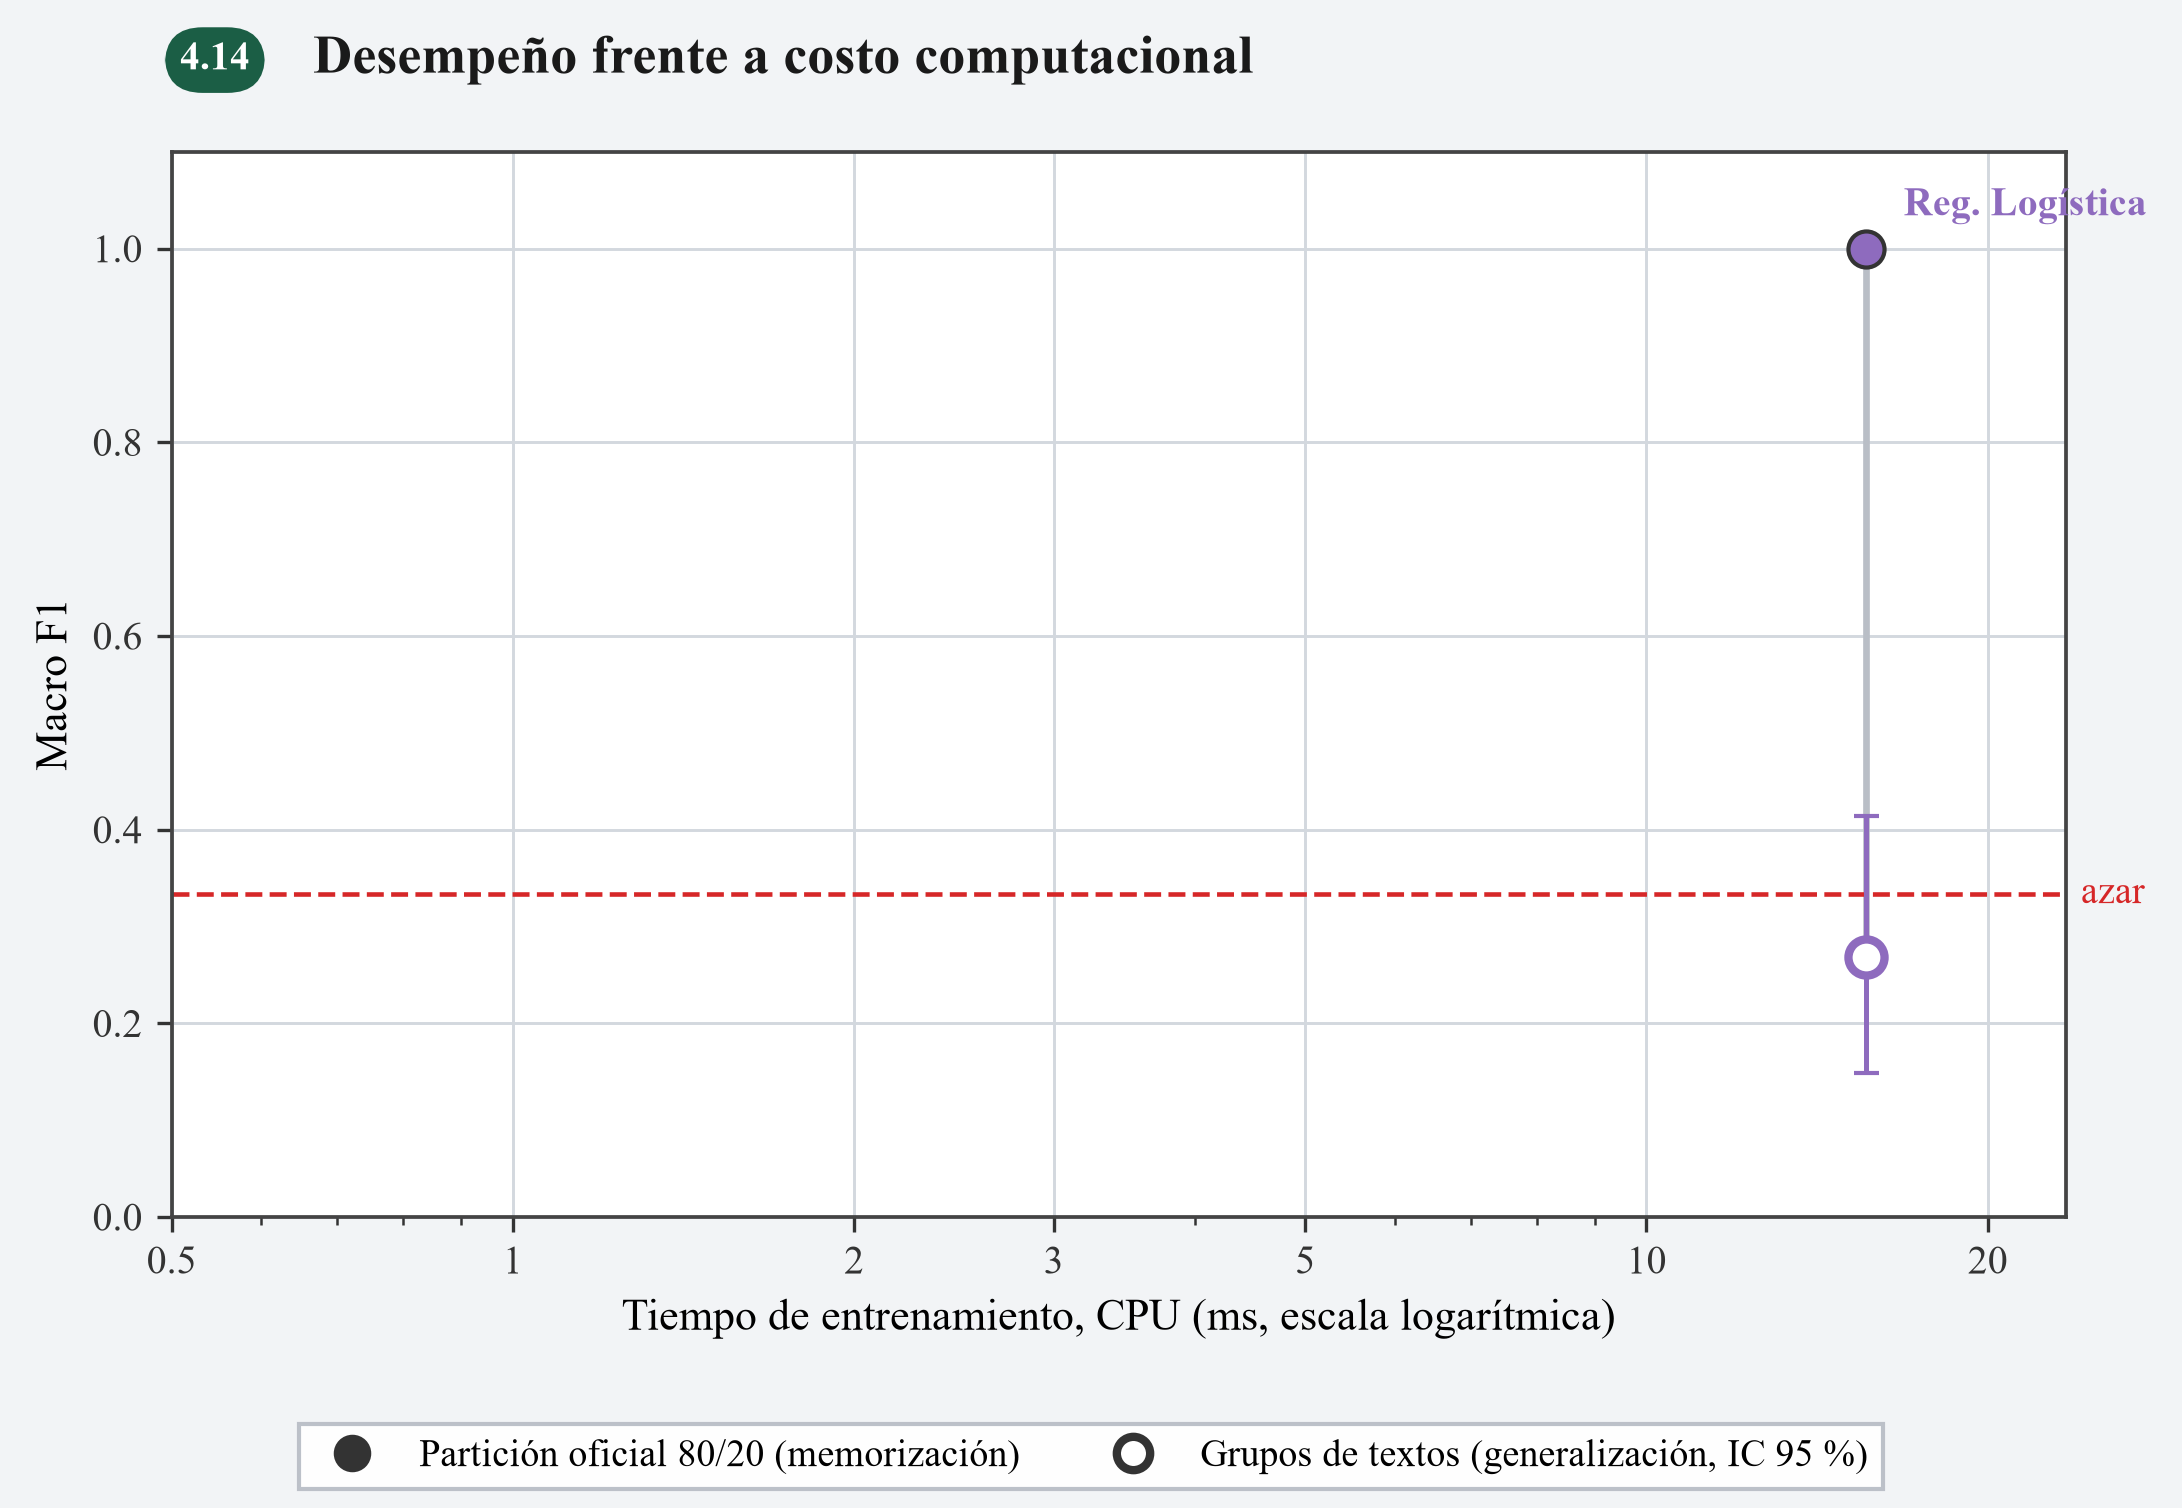 4.14 Desempeño frente a costo computacional
Reg. Logística
1.0
0.8
0.6
0.4
0.2
0.0
Macro F1
azar
0.5 1 2 3 5 10 20
Tiempo de entrenamiento, CPU (ms, escala logarítmica)
Partición oficial 80/20 (memorización) Grupos de textos (generalización, IC 95 %)